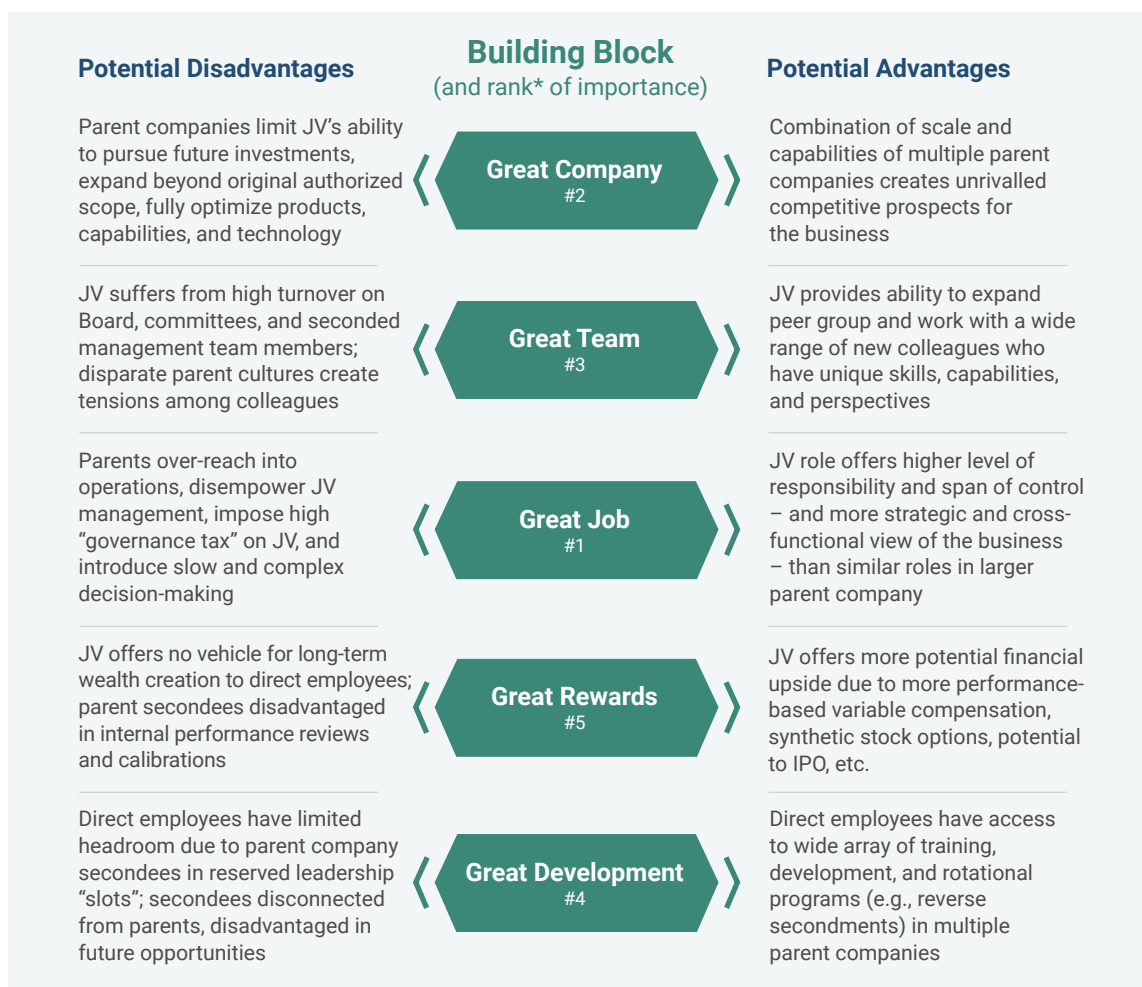 Potential Disadvantages
Building Block
(and rank* of importance)
Potential Advantages
Parent companies limit JV’s ability
to pursue future investments,
expand beyond original authorized
scope, fully optimize products,
capabilities, and technology
Great Company
#2
Combination of scale and
capabilities of multiple parent
companies creates unrivalled
competitive prospects for
the business
JV suffers from high turnover on
Board, committees, and seconded
management team members;
disparate parent cultures create
tensions among colleagues
Great Team
#3
JV provides ability to expand
peer group and work with a wide
range of new colleagues who
have unique skills, capabilities,
and perspectives
Parents over-reach into
operations, disempower JV
management, impose high
“governance tax” on JV, and
introduce slow and complex
decision-making
Great Job
#1
JV role offers higher level of
responsibility and span of control
– and more strategic and cross-
functional view of the business
– than similar roles in larger
parent company
JV offers no vehicle for long-term
wealth creation to direct employees;
parent secondees disadvantaged
in internal performance reviews
and calibrations
Great Rewards
#5
JV offers more potential financial
upside due to more performance-
based variable compensation,
synthetic stock options, potential
to IPO, etc.
Direct employees have limited
headroom due to parent company
secondees in reserved leadership
“slots”; secondees disconnected
from parents, disadvantaged in
future opportunities
Great Development
#4
Direct employees have access
to wide array of training,
development, and rotational
programs (e.g., reverse
secondments) in multiple
parent companies